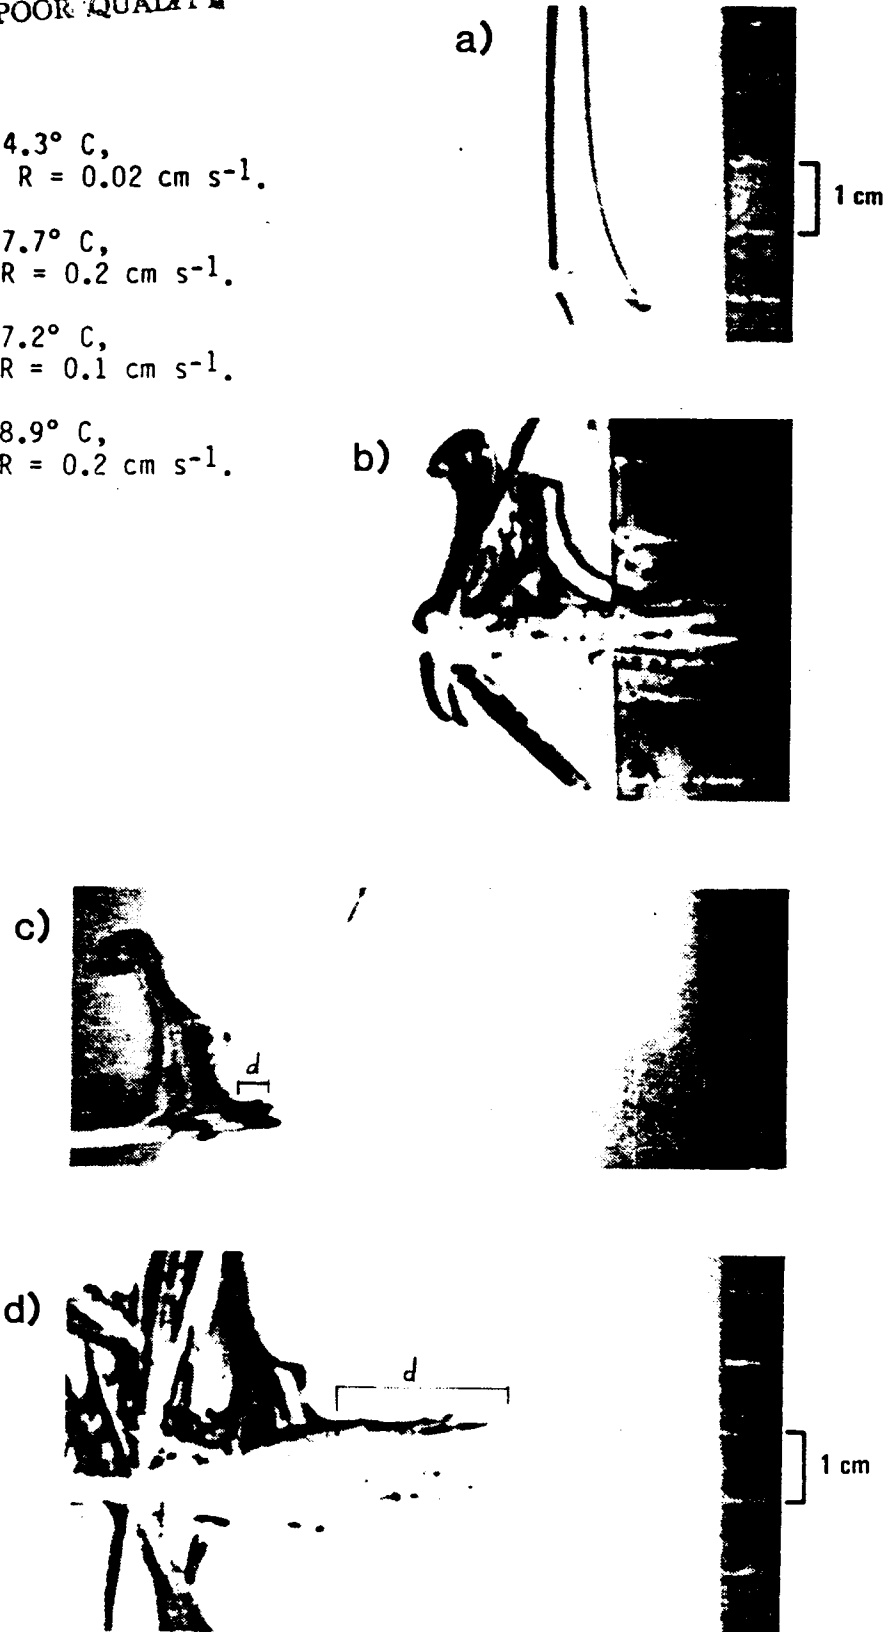 POOR QUALITY
a)
4.3° C,
R = 0.02 cm s-1.
1 cm
7.7° C,
R = 0.2 cm s-1.
7.2° C,
R = 0.1 cm s-1.
8.9° C,
R = 0.2 cm s-1.
b)
c)
d
d)
d
1 cm